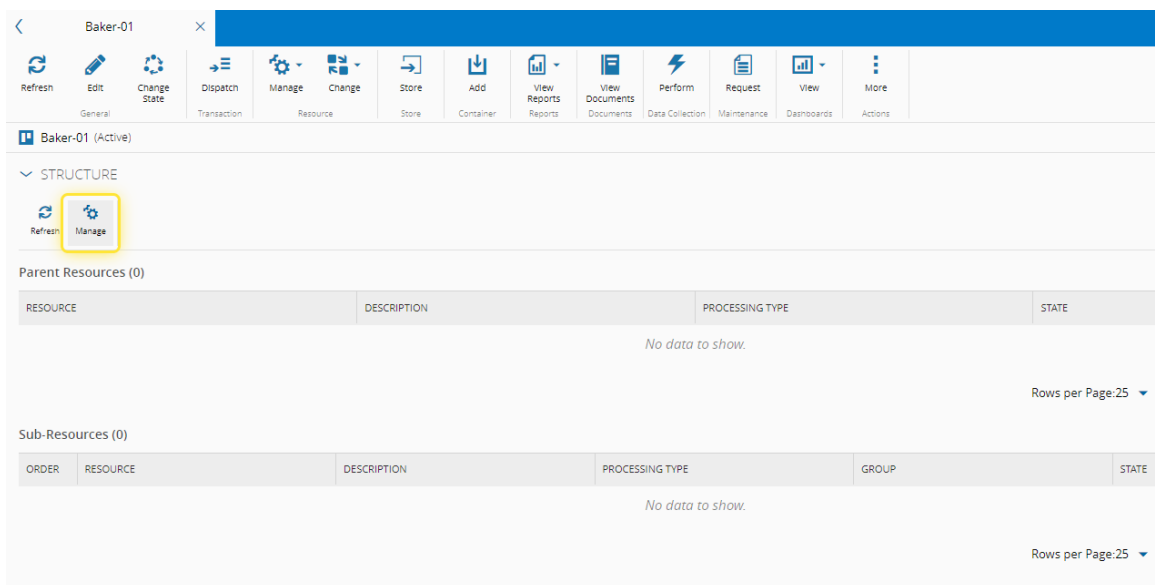 Baker-01
Refresh Edit Change State Dispatch Manage Change Store Add View Reports View Documents Perform Request View More
General Transaction Resource Store Container Reports Documents Data Collection Maintenance Dashboards Actions
Baker-01 (Active)
STRUCTURE
Refresh Manage
Parent Resources (0)
RESOURCE DESCRIPTION PROCESSING TYPE STATE
No data to show.
Rows per Page:25
Sub-Resources (0)
ORDER RESOURCE DESCRIPTION PROCESSING TYPE GROUP STATE
No data to show.
Rows per Page:25